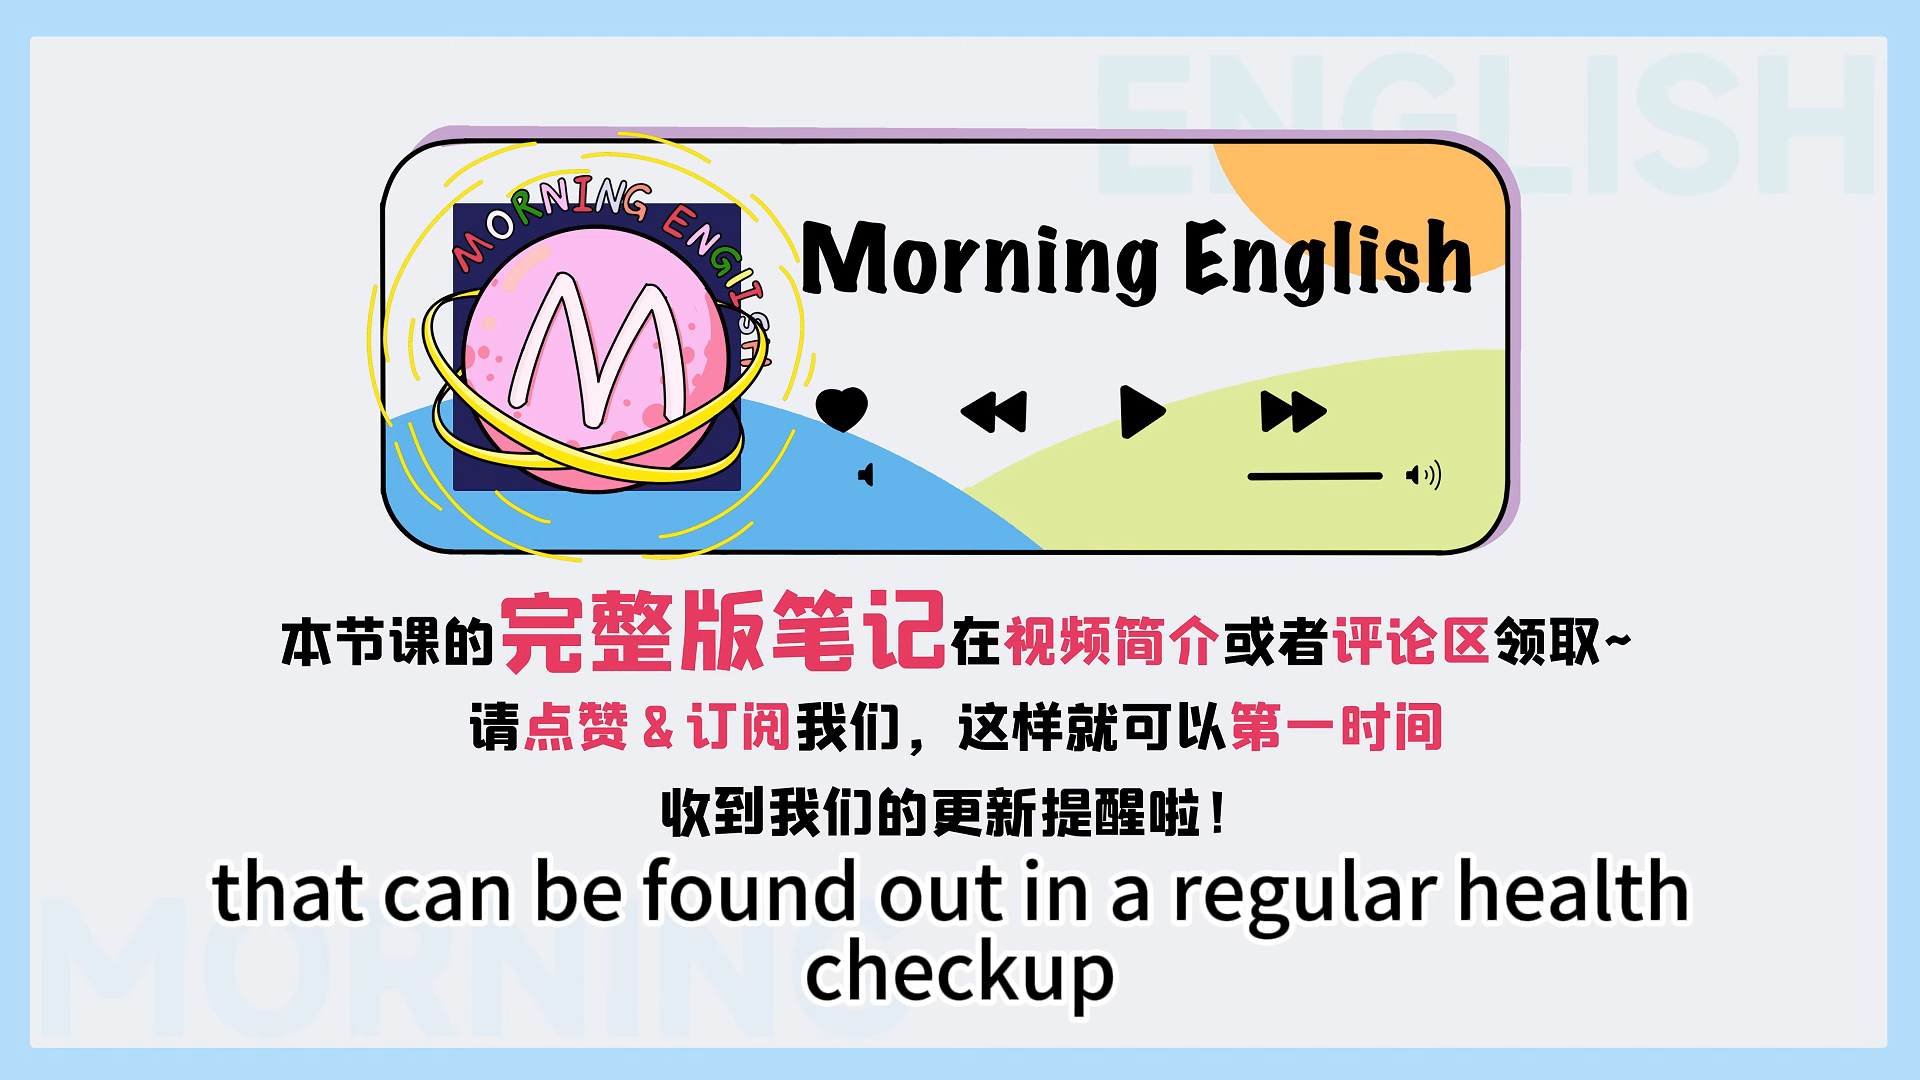 ENGLISH
MORNING ENGLISH
M
Morning English
本节课的完整版笔记在视频简介或者评论区领取~
请点赞&订阅我们，这样就可以第一时间
收到我们的更新提醒啦！
that can be found out in a regular health
checkup
MORNING